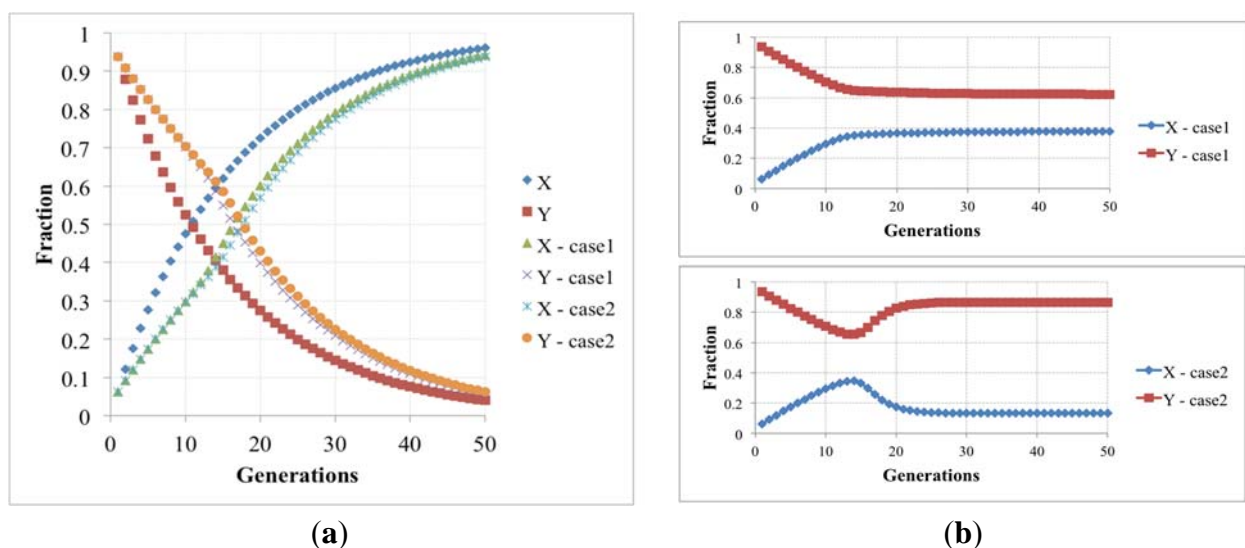 1
0.9
0.8
0.7
0.6
0.5
0.4
0.3
0.2
0.1
0
Fraction
0 10 20 30 40 50
Generations
X
Y
X - case1
Y - case1
X - case2
Y - case2
(a)
1
0.8
0.6
0.4
0.2
0
Fraction
0 10 20 30 40 50
Generations
X - case1
Y - case1
1
0.8
0.6
0.4
0.2
0
Fraction
0 10 20 30 40 50
Generations
X - case2
Y - case2
(b)